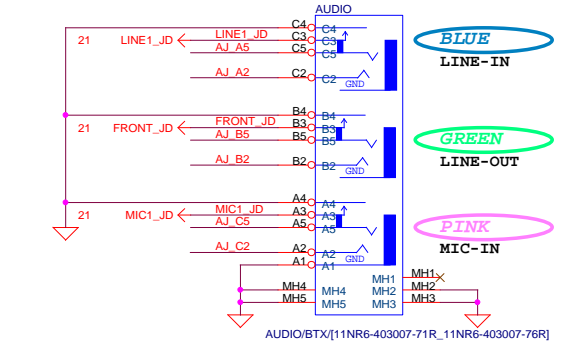 AUDIO
C4 C4
21 LINE1_JD LINE1_JD C3 C3
AJ_A5 C5 C5
BLUE
LINE-IN
AJ_A2 C2 C2
GND
B4 B4
21 FRONT_JD FRONT_JD B3 B3
AJ_B5 B5 B5
GREEN
LINE-OUT
AJ_B2 B2 B2
GND
A4 A4
21 MIC1_JD MIC1_JD A3 A3
AJ_C5 A5 A5
PINK
MIC-IN
AJ_C2 A2 A2
GND
A1 A1
MH1 MH1
MH4 MH4 MH2 MH2
MH5 MH5 MH3 MH3
AUDIO/BTX/[11NR6-403007-71R_11NR6-403007-76R]